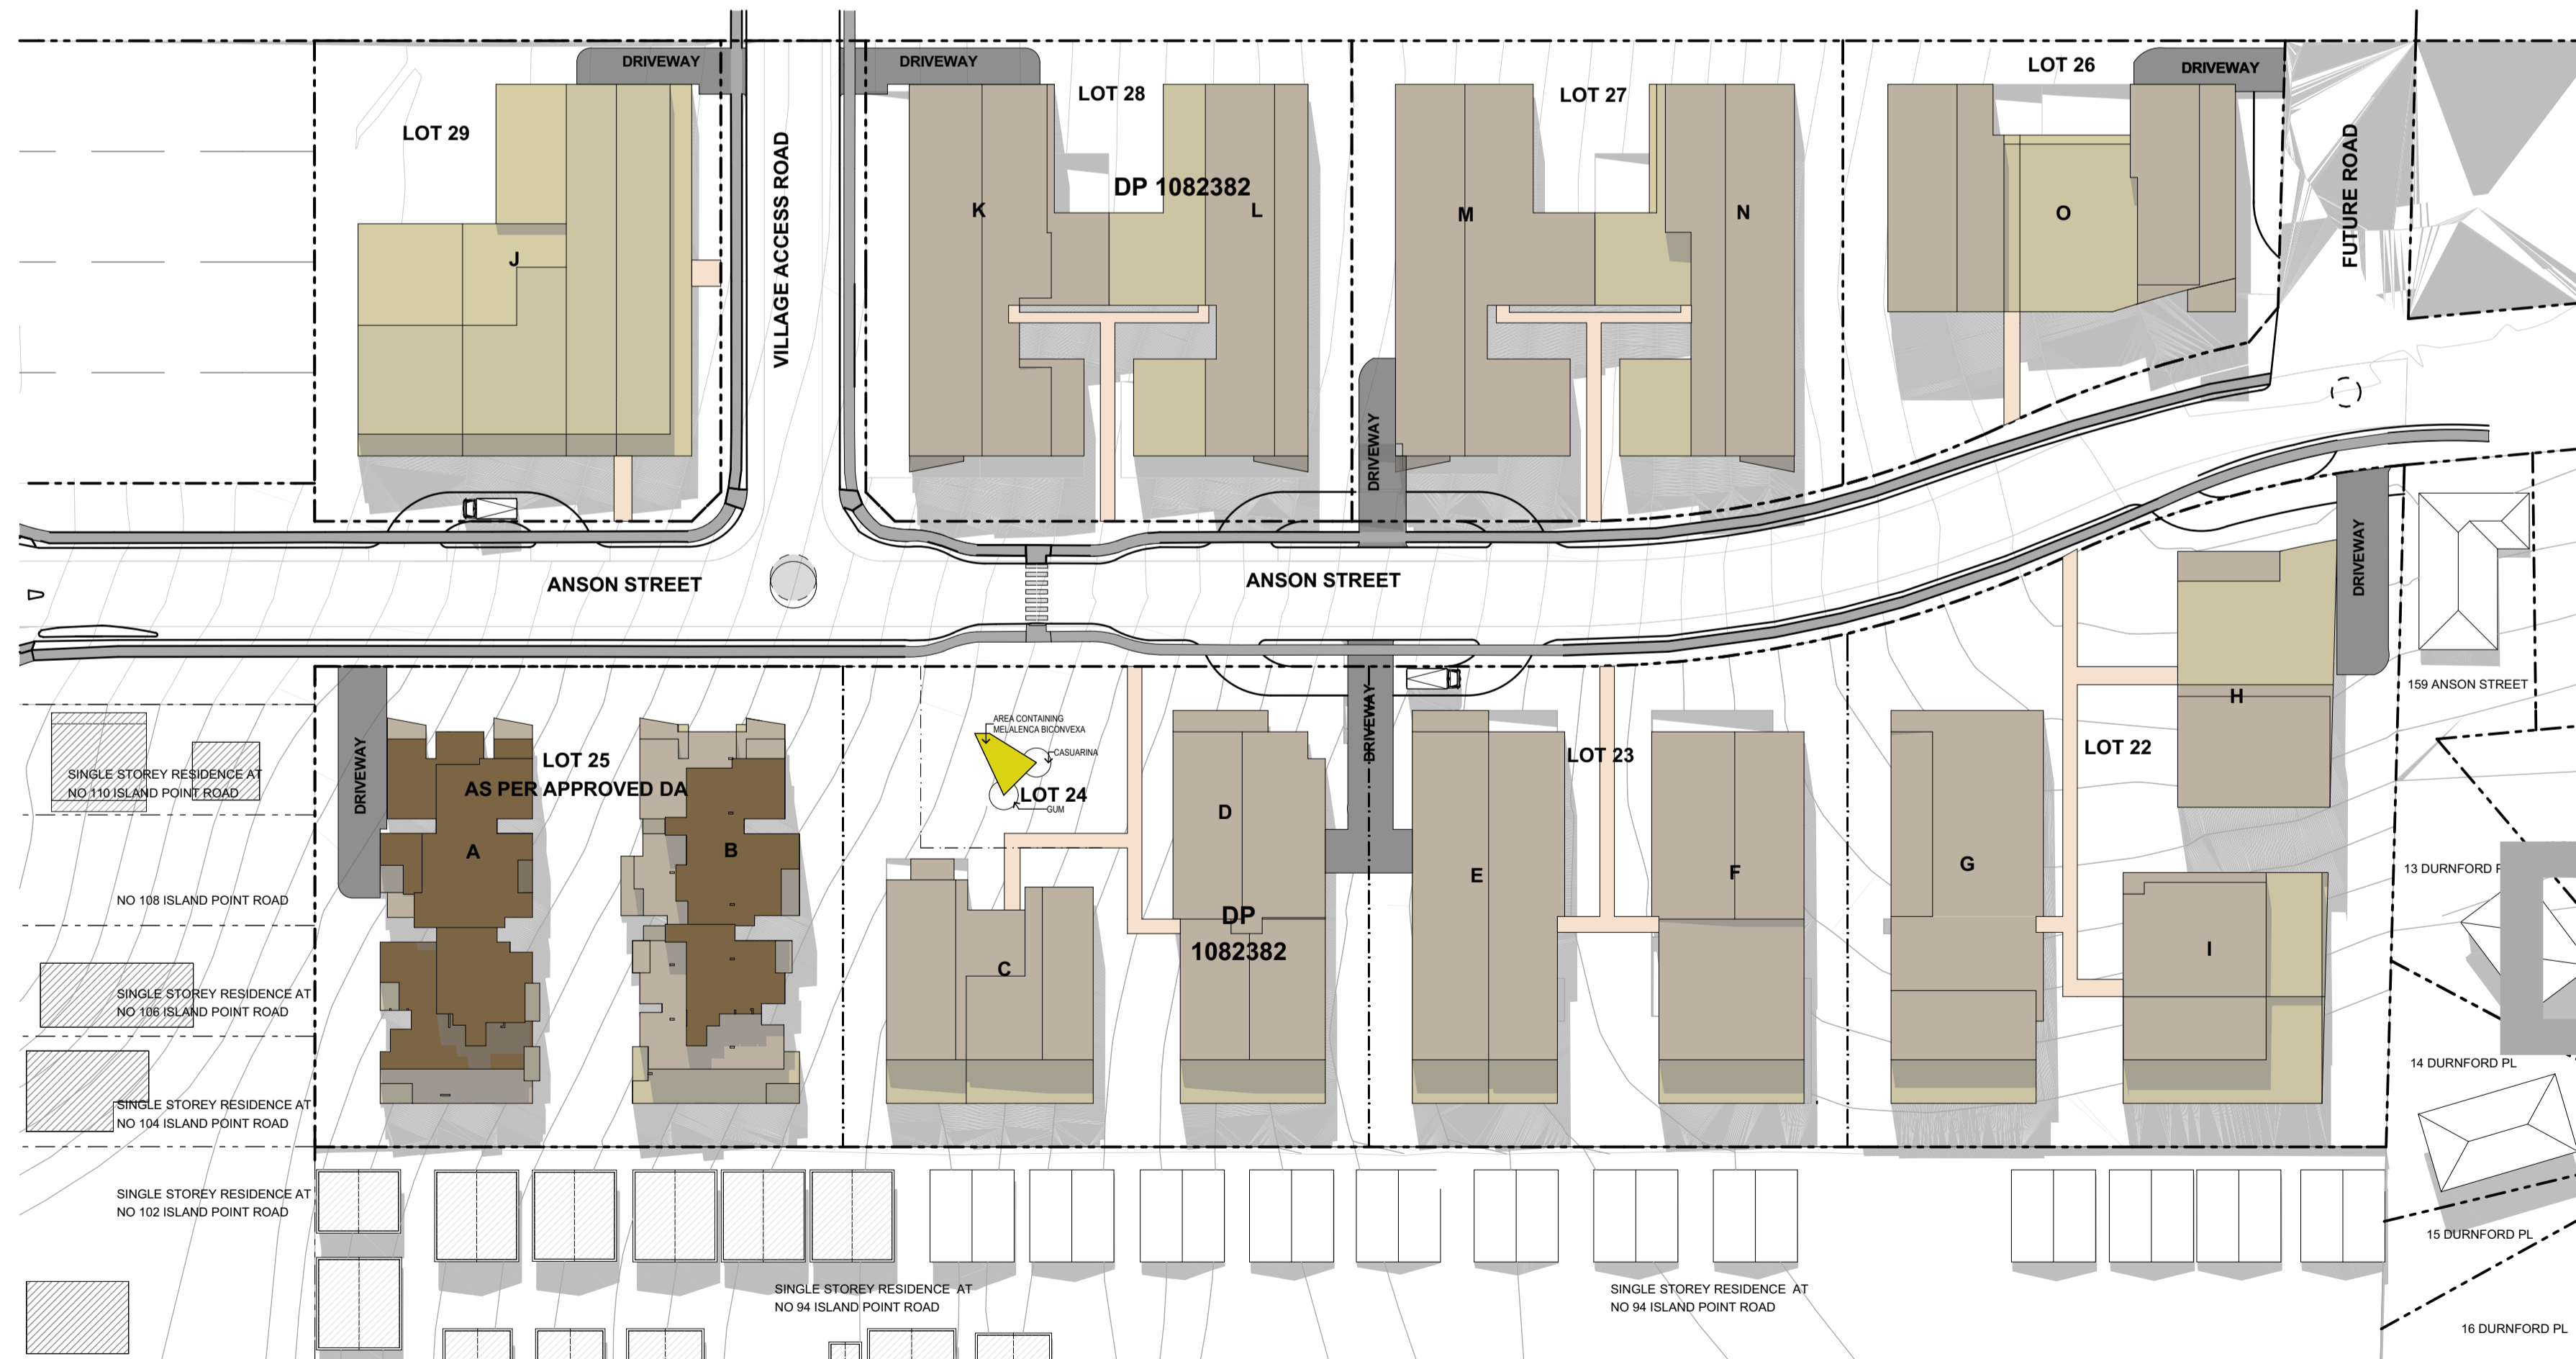 DRIVEWAY
DRIVEWAY
LOT 26
DRIVEWAY
LOT 28
LOT 27
LOT 29
VILLAGE ACCESS ROAD
FUTURE ROAD
DP 1082382
K
L
M
N
O
J
DRIVEWAY
ANSON STREET
ANSON STREET
DRIVEWAY
159 ANSON STREET
H
DRIVEWAY
AREA CONTAINING
MELALENCA BICONVEXA
CASUARINA
LOT 24
GUM
DRIVEWAY
LOT 25
AS PER APPROVED DA
LOT 23
LOT 22
SINGLE STOREY RESIDENCE AT
NO 110 ISLAND POINT ROAD
A
B
D
E
F
G
13 DURNFORD P
NO 108 ISLAND POINT ROAD
DP
1082382
C
I
SINGLE STOREY RESIDENCE AT
NO 106 ISLAND POINT ROAD
14 DURNFORD PL
SINGLE STOREY RESIDENCE AT
NO 104 ISLAND POINT ROAD
SINGLE STOREY RESIDENCE AT
NO 102 ISLAND POINT ROAD
15 DURNFORD PL
SINGLE STOREY RESIDENCE AT
NO 94 ISLAND POINT ROAD
SINGLE STOREY RESIDENCE AT
NO 94 ISLAND POINT ROAD
16 DURNFORD PL